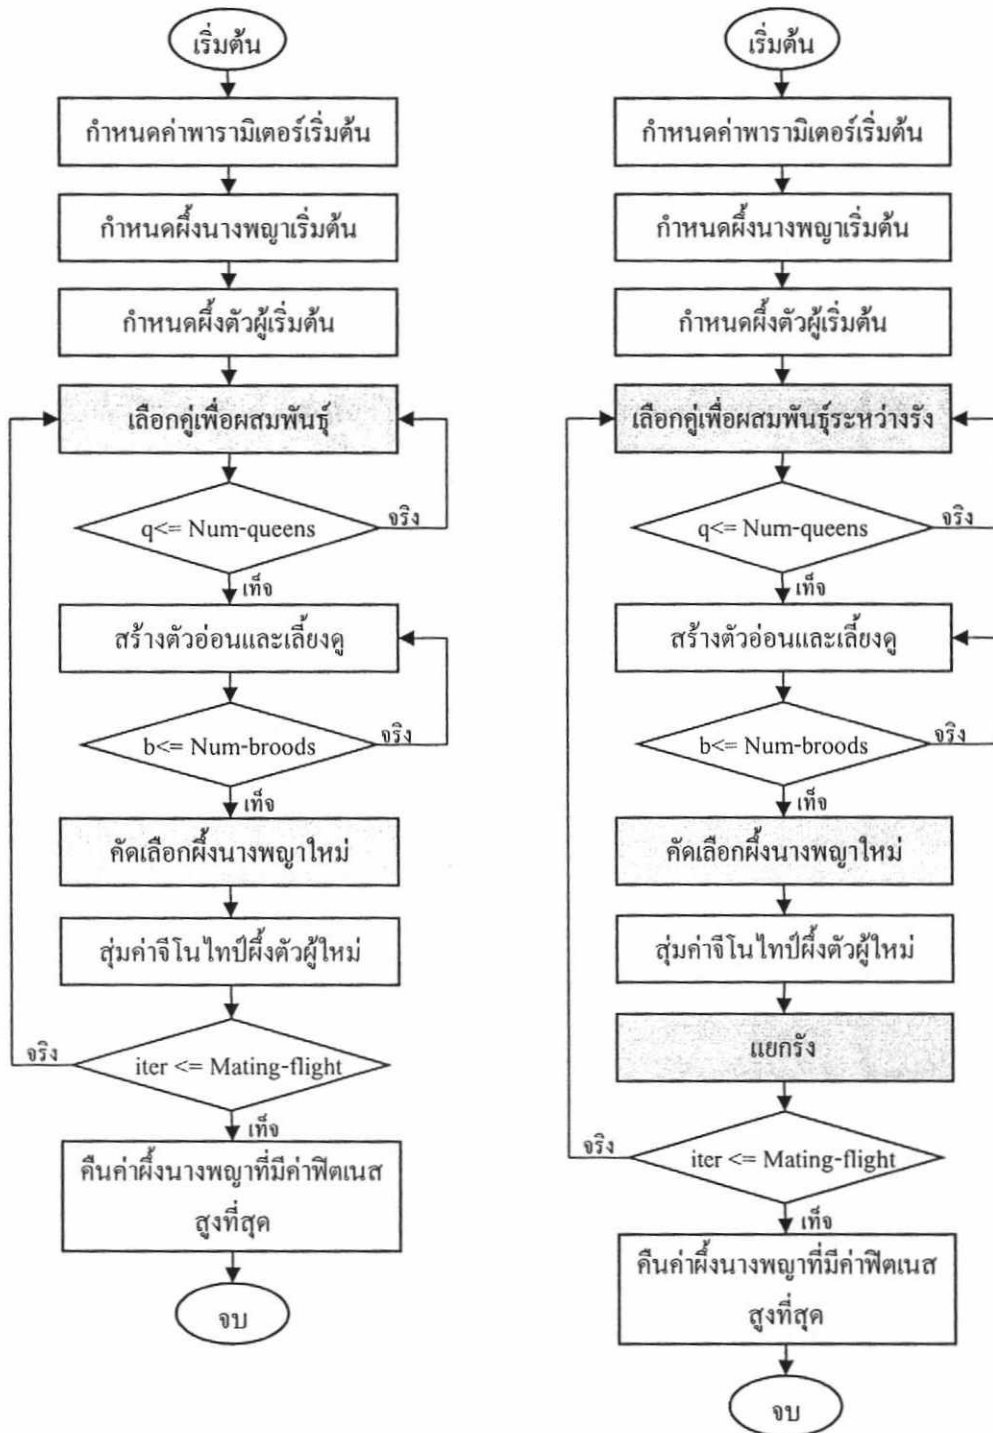 เริ่มต้น
กำหนดค่าพารามิเตอร์เริ่มต้น
กำหนดผึ้งนางพญาเริ่มต้น
กำหนดผึ้งตัวผู้เริ่มต้น
เลือกคู่เพื่อผสมพันธุ์
q<= Num-queens
จริง
เท็จ
สร้างตัวอ่อนและเลี้ยงดู
b<= Num-broods
จริง
เท็จ
คัดเลือกผึ้งนางพญาใหม่
สุ่มค่าจีโนไทป์ผึ้งตัวผู้ใหม่
จริง
iter <= Mating-flight
เท็จ
คืนค่าผึ้งนางพญาที่มีค่าฟิตเนส
สูงที่สุด
จบ
เริ่มต้น
กำหนดค่าพารามิเตอร์เริ่มต้น
กำหนดผึ้งนางพญาเริ่มต้น
กำหนดผึ้งตัวผู้เริ่มต้น
เลือกคู่เพื่อผสมพันธุ์ระหว่างรัง
q<= Num-queens
จริง
เท็จ
สร้างตัวอ่อนและเลี้ยงดู
b<= Num-broods
จริง
เท็จ
คัดเลือกผึ้งนางพญาใหม่
สุ่มค่าจีโนไทป์ผึ้งตัวผู้ใหม่
แยกรัง
จริง
iter <= Mating-flight
เท็จ
คืนค่าผึ้งนางพญาที่มีค่าฟิตเนส
สูงที่สุด
จบ